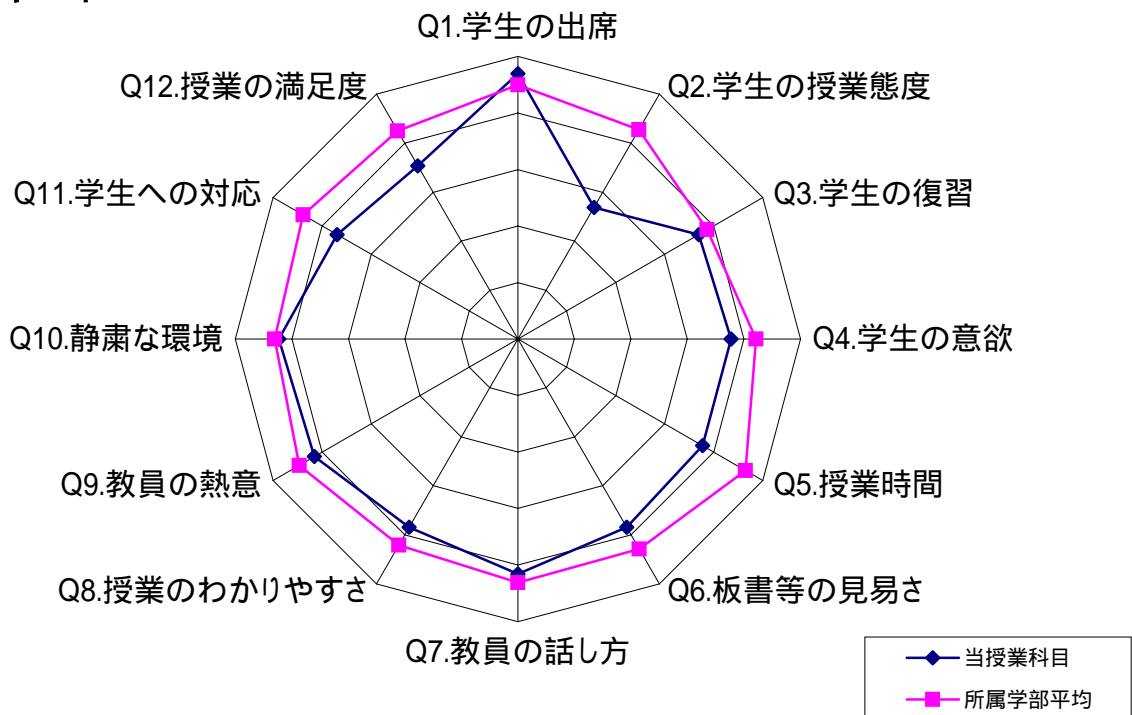 Q1.学生の出席
Q2.学生の授業態度
Q3.学生の復習
Q4.学生の意欲
Q5.授業時間
Q6.板書等の見易さ
Q7.教員の話し方
Q8.授業のわかりやすさ
Q9.教員の熱意
Q10.静粛な環境
Q11.学生への対応
Q12.授業の満足度
当授業科目
所属学部平均